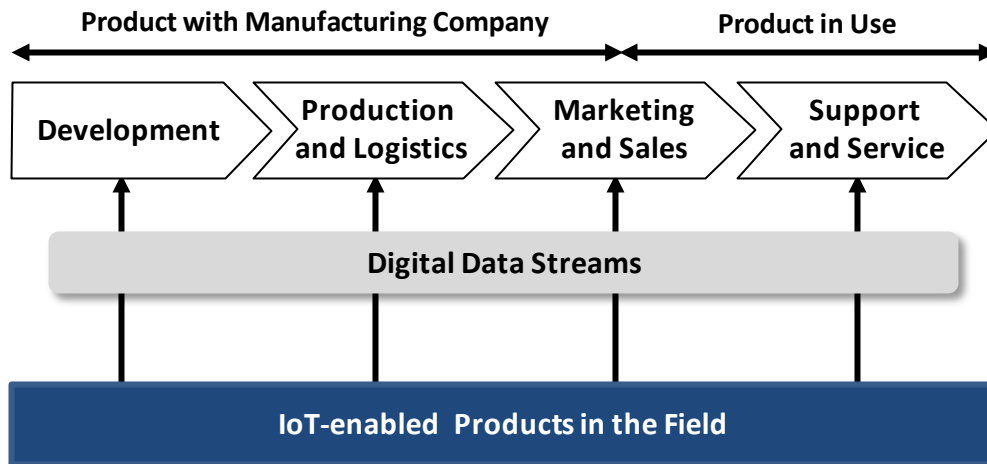 Product with Manufacturing Company
Product in Use
Development
Production
and Logistics
Marketing
and Sales
Support
and Service
Digital Data Streams
IoT-enabled  Products in the Field